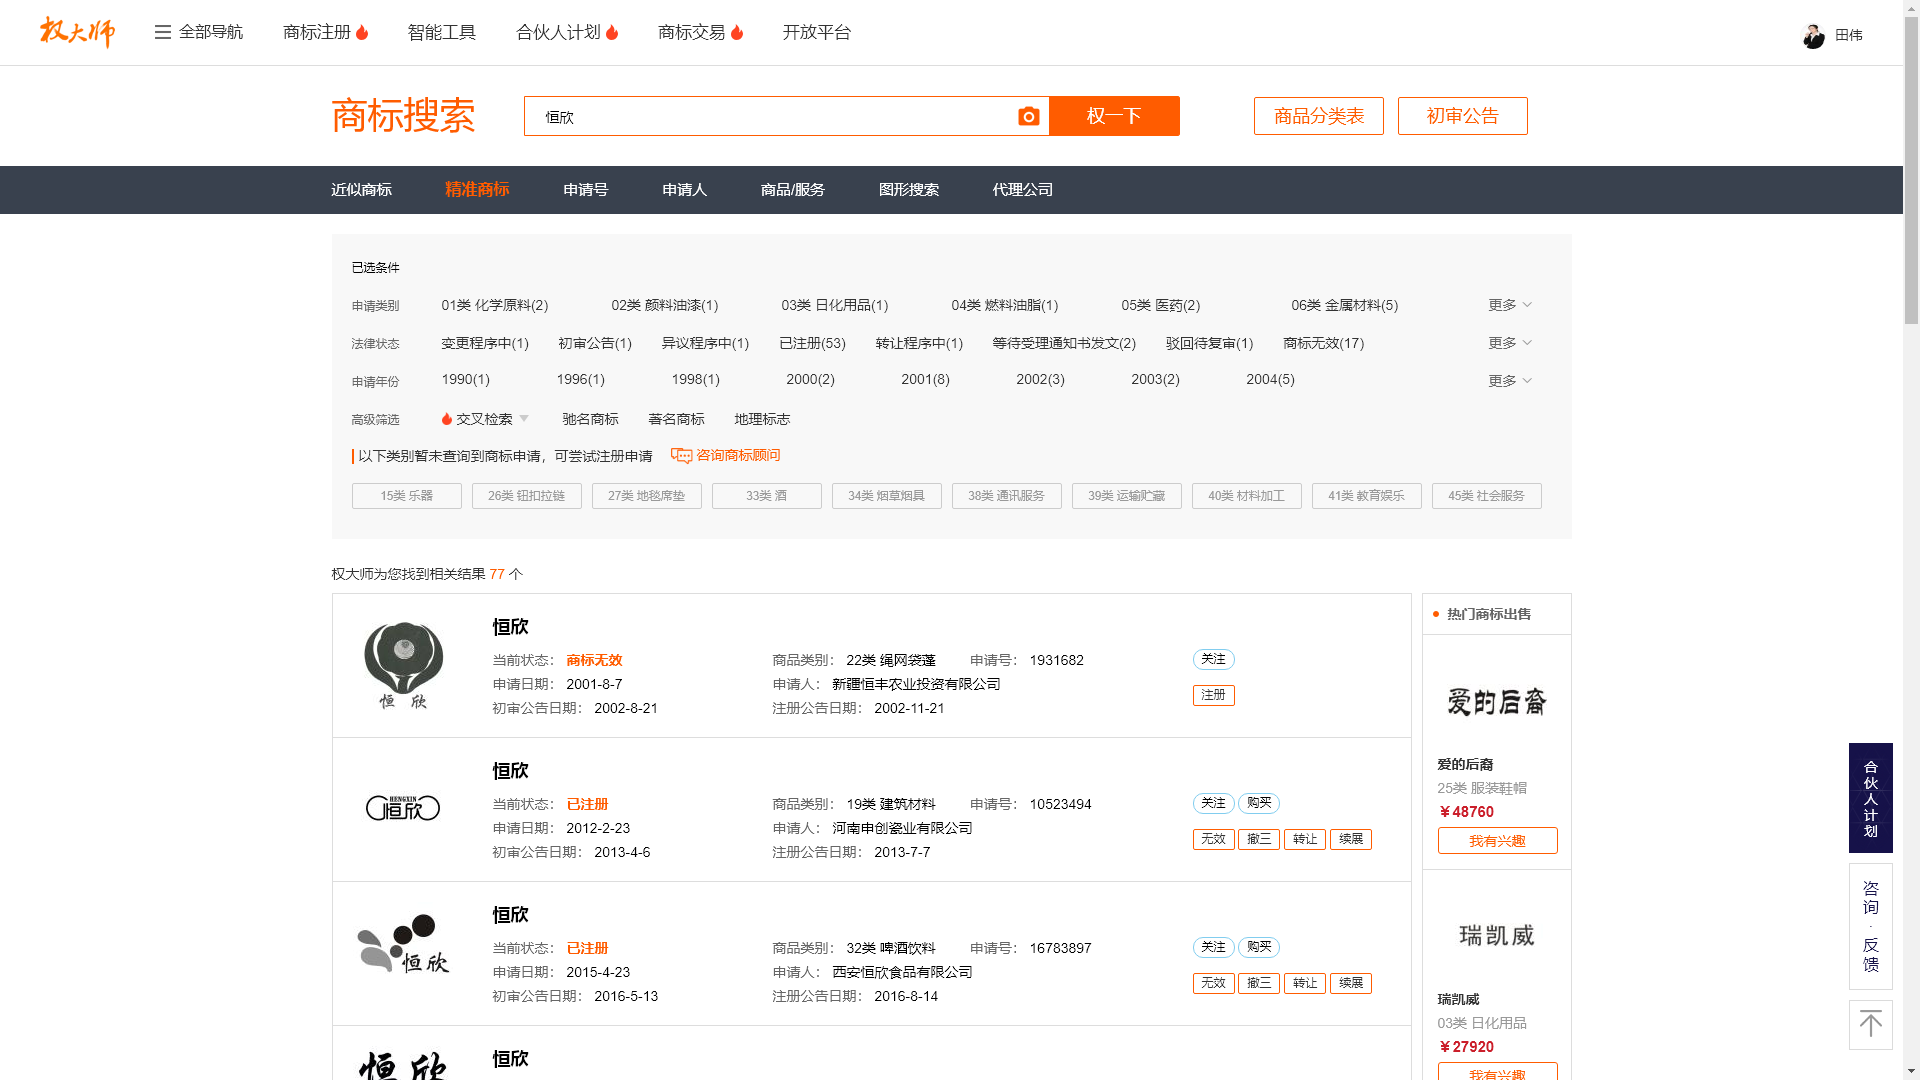 权大师 全部导航 商标注册 智能工具 合伙人计划 商标交易 开放平台 田伟
商标搜索 恒欣 权一下 商品分类表 初审公告
近似商标 精准商标 申请号 申请人 商品/服务 图形搜索 代理公司
已选条件
申请类别 01类 化学原料(2) 02类 颜料油漆(1) 03类 日化用品(1) 04类 燃料油脂(1) 05类 医药(2) 06类 金属材料(5) 更多
法律状态 变更程序中(1) 初审公告(1) 异议程序中(1) 已注册(53) 转让程序中(1) 等待受理通知书发文(2) 驳回待复审(1) 商标无效(17) 更多
申请年份 1990(1) 1996(1) 1998(1) 2000(2) 2001(8) 2002(3) 2003(2) 2004(5) 更多
高级筛选 交叉检索 驰名商标 著名商标 地理标志
以下类别暂未查询到商标申请，可尝试注册申请 咨询商标顾问
15类 乐器 26类 钮扣拉链 27类 地毯席垫 33类 酒 34类 烟草烟具 38类 通讯服务 39类 运输贮藏 40类 材料加工 41类 教育娱乐 45类 社会服务
权大师为您找到相关结果 77 个
恒欣
恒欣
当前状态： 商标无效 商品类别： 22类 绳网袋蓬 申请号： 1931682 关注
申请日期： 2001-8-7 申请人： 新疆恒丰农业投资有限公司 注册
初审公告日期： 2002-8-21 注册公告日期： 2002-11-21
HENGXIN
恒欣
恒欣
当前状态： 已注册 商品类别： 19类 建筑材料 申请号： 10523494 关注 购买
申请日期： 2012-2-23 申请人： 河南申创瓷业有限公司 无效 撤三 转让 续展
初审公告日期： 2013-4-6 注册公告日期： 2013-7-7
恒欣
恒欣
当前状态： 已注册 商品类别： 32类 啤酒饮料 申请号： 16783897 关注 购买
申请日期： 2015-4-23 申请人： 西安恒欣食品有限公司 无效 撤三 转让 续展
初审公告日期： 2016-5-13 注册公告日期： 2016-8-14
恒欣
恒欣
热门商标出售
爱的后裔
爱的后裔
25类 服装鞋帽
￥48760
我有兴趣
瑞凯威
瑞凯威
03类 日化用品
￥27920
我有兴趣
合伙人计划
咨询·反馈